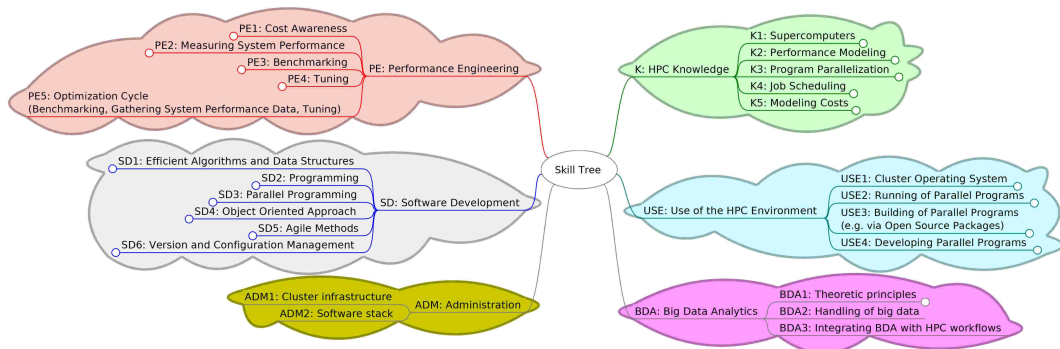 PE1: Cost Awareness
PE2: Measuring System Performance
PE3: Benchmarking
PE4: Tuning
PE5: Optimization Cycle
(Benchmarking, Gathering System Performance Data, Tuning)
PE: Performance Engineering
SD1: Efficient Algorithms and Data Structures
SD2: Programming
SD3: Parallel Programming
SD4: Object Oriented Approach
SD5: Agile Methods
SD6: Version and Configuration Management
SD: Software Development
ADM1: Cluster infrastructure
ADM2: Software stack
ADM: Administration
Skill Tree
K: HPC Knowledge
K1: Supercomputers
K2: Performance Modeling
K3: Program Parallelization
K4: Job Scheduling
K5: Modeling Costs
USE: Use of the HPC Environment
USE1: Cluster Operating System
USE2: Running of Parallel Programs
USE3: Building of Parallel Programs
(e.g. via Open Source Packages)
USE4: Developing Parallel Programs
BDA: Big Data Analytics
BDA1: Theoretic principles
BDA2: Handling of big data
BDA3: Integrating BDA with HPC workflows